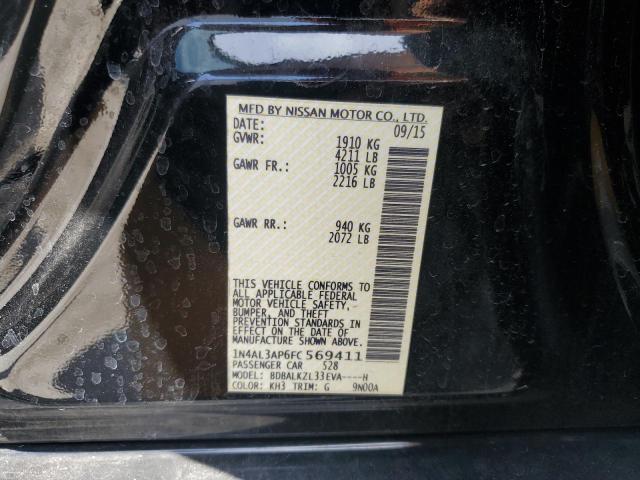 MFD BY NISSAN MOTOR CO., LTD.
DATE: 09/15
GVWR: 1910 KG
4211 LB
GAWR FR.: 1005 KG
2216 LB
GAWR RR.: 940 KG
2072 LB
THIS VEHICLE CONFORMS TO
ALL APPLICABLE FEDERAL
MOTOR VEHICLE SAFETY,
BUMPER, AND THEFT
PREVENTION STANDARDS IN
EFFECT ON THE DATE OF
MANUFACTURE SHOWN ABOVE.
1N4AL3AP6FC569411
PASSENGER CAR 528
MODEL: BDBALKZL33EVA----H
COLOR: KH3 TRIM: G 9N00A